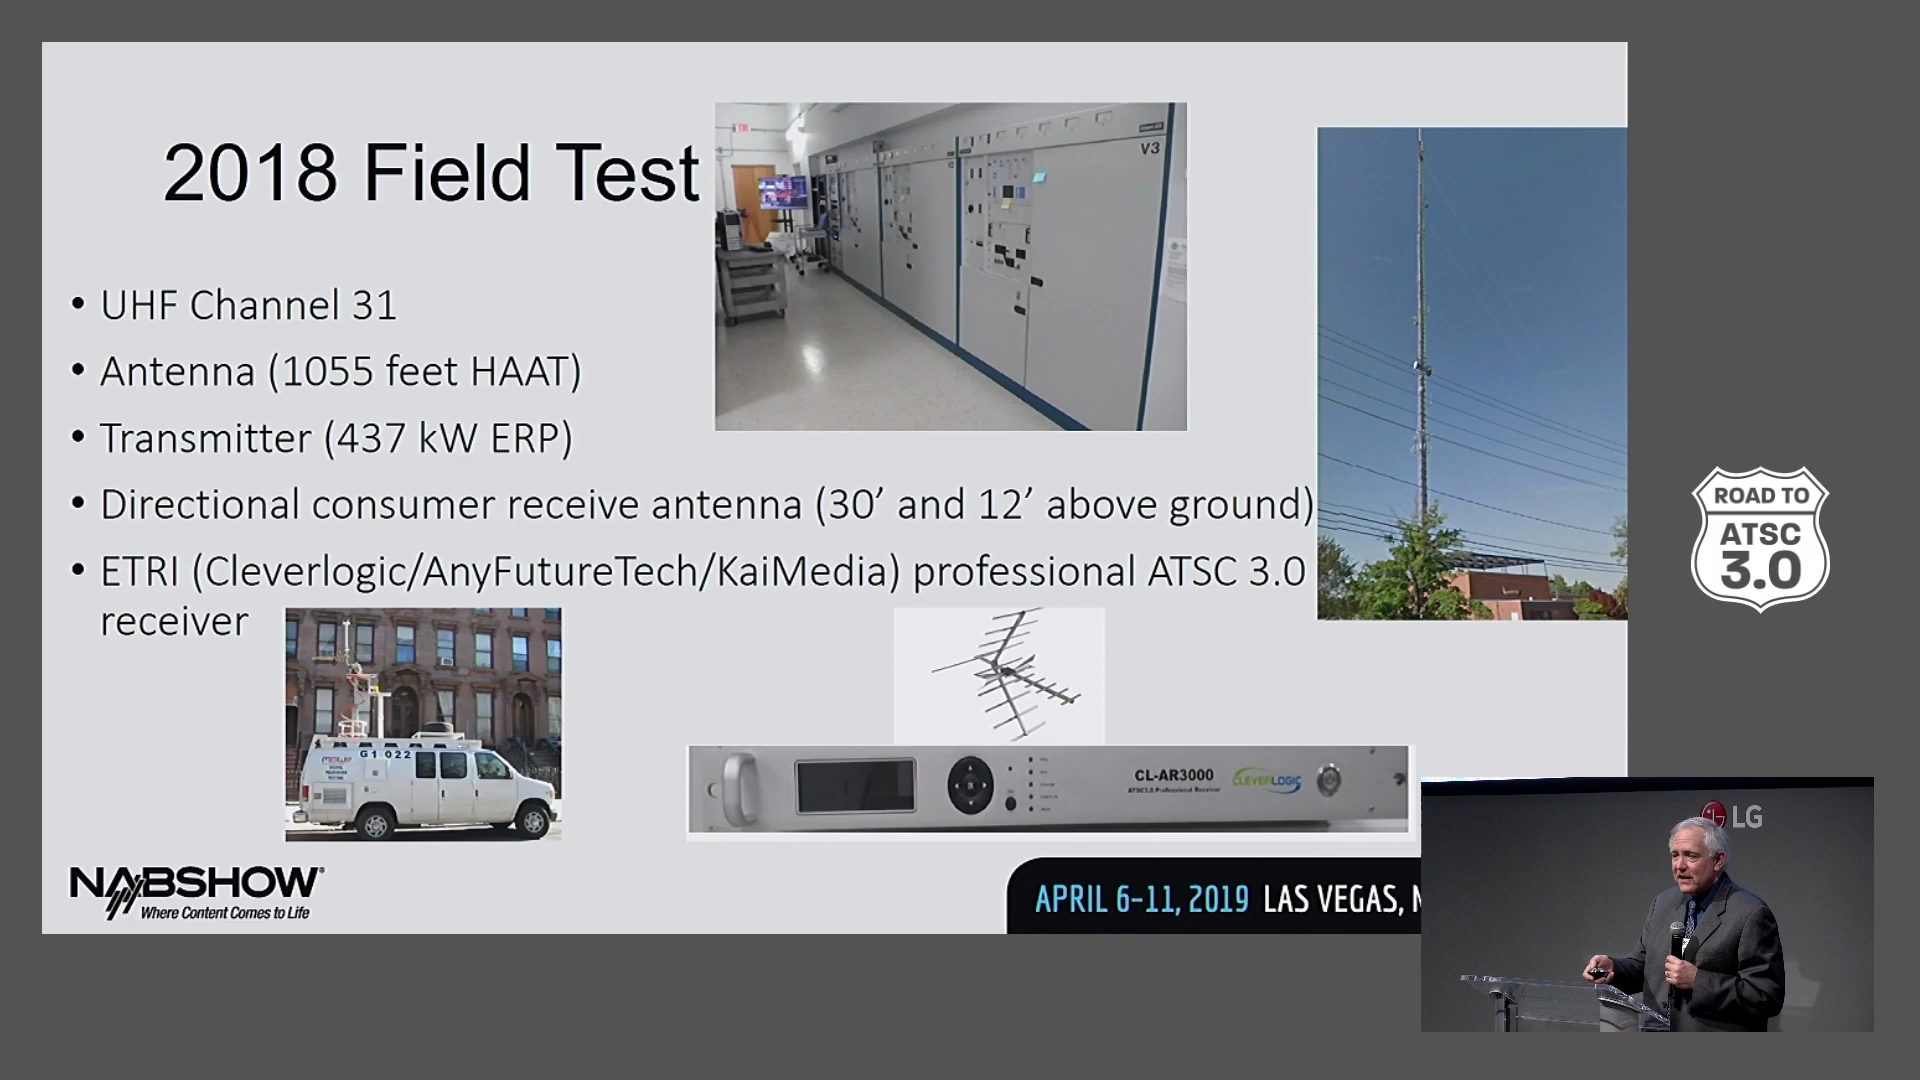 2018 Field Test
V3
• UHF Channel 31
• Antenna (1055 feet HAAT)
• Transmitter (437 kW ERP)
• Directional consumer receive antenna (30’ and 12’ above ground)
• ETRI (Cleverlogic/AnyFutureTech/KaiMedia) professional ATSC 3.0
receiver
ROAD TO
ATSC
3.0
G1 022
CL-AR3000
ATSC3.0 Professional Receiver
CLEVERLOGIC
NABSHOW®
Where Content Comes to Life
APRIL 6–11, 2019 LAS VEGAS, N
LG